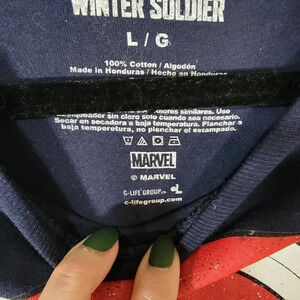 WINTER SOLDIER
L / G
100% Cotton / Algodón
Made in Honduras / Hecho en Honduras
colores similares. Use
blanqueador sin cloro solo cuando sea necesario.
Secar en secadora a baja temperatura. Planchar a
baja temperatura, no planchar el estampado.
MARVEL
© MARVEL
C-LIFE GROUP LTD.
c-lifegroup.com